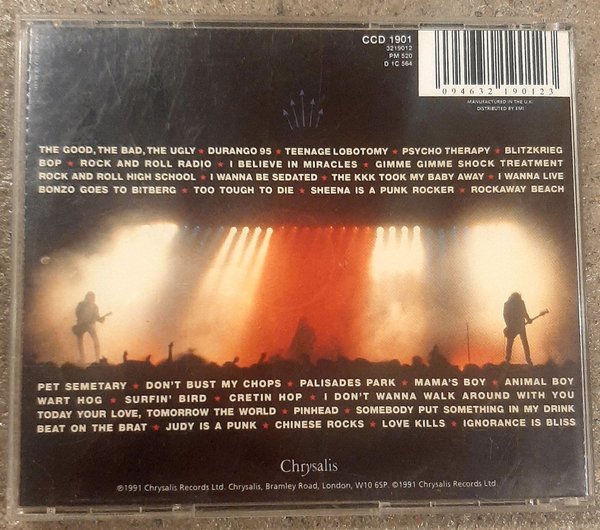 CCD 1901
3219012
PM 520
D 1C 564
094632 190123
MANUFACTURED IN THE U.K.
DISTRIBUTED BY EMI
THE GOOD, THE BAD, THE UGLY ★ DURANGO 95 ★ TEENAGE LOBOTOMY ★ PSYCHO THERAPY ★ BLITZKRIEG
BOP ★ ROCK AND ROLL RADIO ★ I BELIEVE IN MIRACLES ★ GIMME GIMME SHOCK TREATMENT
ROCK AND ROLL HIGH SCHOOL ★ I WANNA BE SEDATED ★ THE KKK TOOK MY BABY AWAY ★ I WANNA LIVE
BONZO GOES TO BITBERG ★ TOO TOUGH TO DIE ★ SHEENA IS A PUNK ROCKER ★ ROCKAWAY BEACH
PET SEMETARY ★ DON'T BUST MY CHOPS ★ PALISADES PARK ★ MAMA'S BOY ★ ANIMAL BOY
WART HOG ★ SURFIN' BIRD ★ CRETIN HOP ★ I DON'T WANNA WALK AROUND WITH YOU
TODAY YOUR LOVE, TOMORROW THE WORLD ★ PINHEAD ★ SOMEBODY PUT SOMETHING IN MY DRINK
BEAT ON THE BRAT ★ JUDY IS A PUNK ★ CHINESE ROCKS ★ LOVE KILLS ★ IGNORANCE IS BLISS
Chrysalis
℗1991 Chrysalis Records Ltd. Chrysalis, Bramley Road, London, W10 6SP. ©1991 Chrysalis Records Ltd